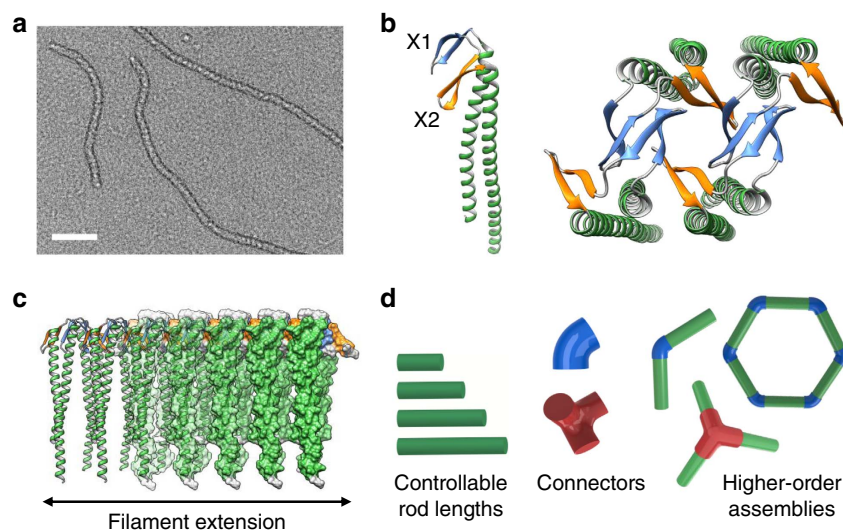 a
b
X1
X2
c
Filament extension
d
Controllable
rod lengths
Connectors
Higher-order
assemblies